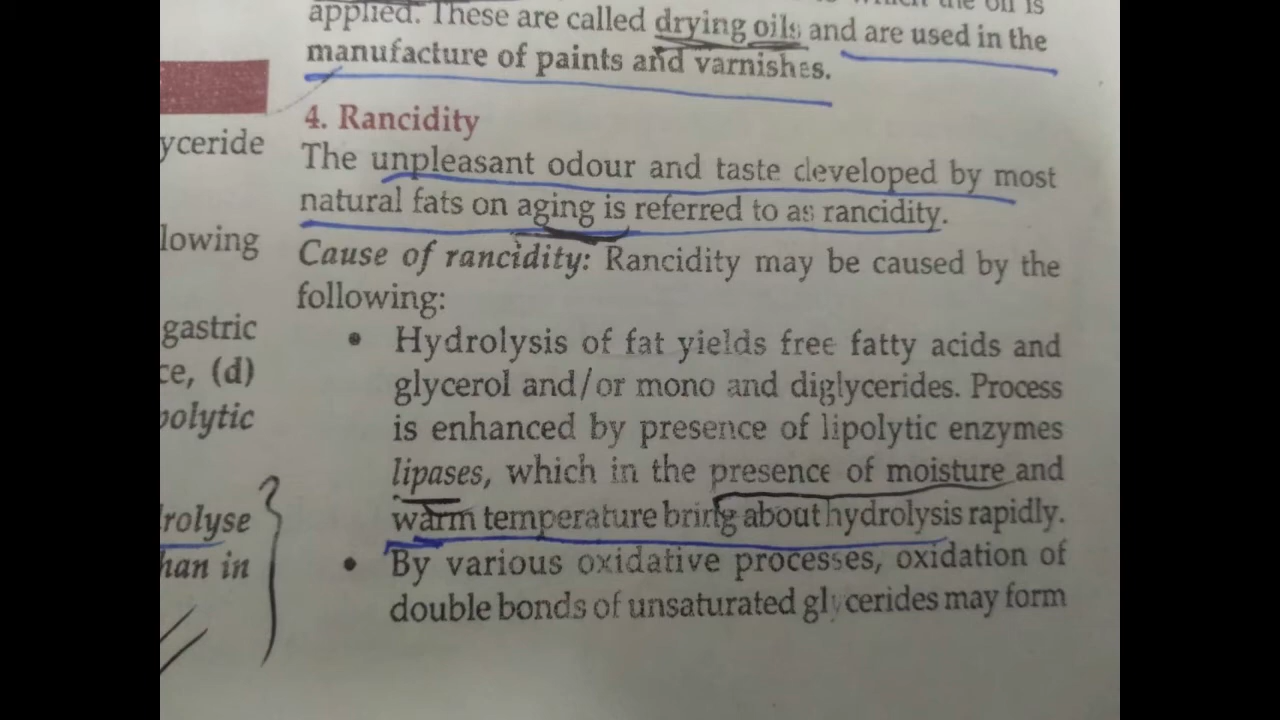 applied. These are called drying oils and are used in the
manufacture of paints and varnishes.
4. Rancidity
The unpleasant odour and taste developed by most
natural fats on aging is referred to as rancidity.
Cause of rancidity: Rancidity may be caused by the
following:
• Hydrolysis of fat yields free fatty acids and
glycerol and/or mono and diglycerides. Process
is enhanced by presence of lipolytic enzymes
lipases, which in the presence of moisture and
warm temperature bring about hydrolysis rapidly.
• By various oxidative processes, oxidation of
double bonds of unsaturated glycerides may form
yceride
lowing
gastric
ce, (d)
polytic
rolyse
han in